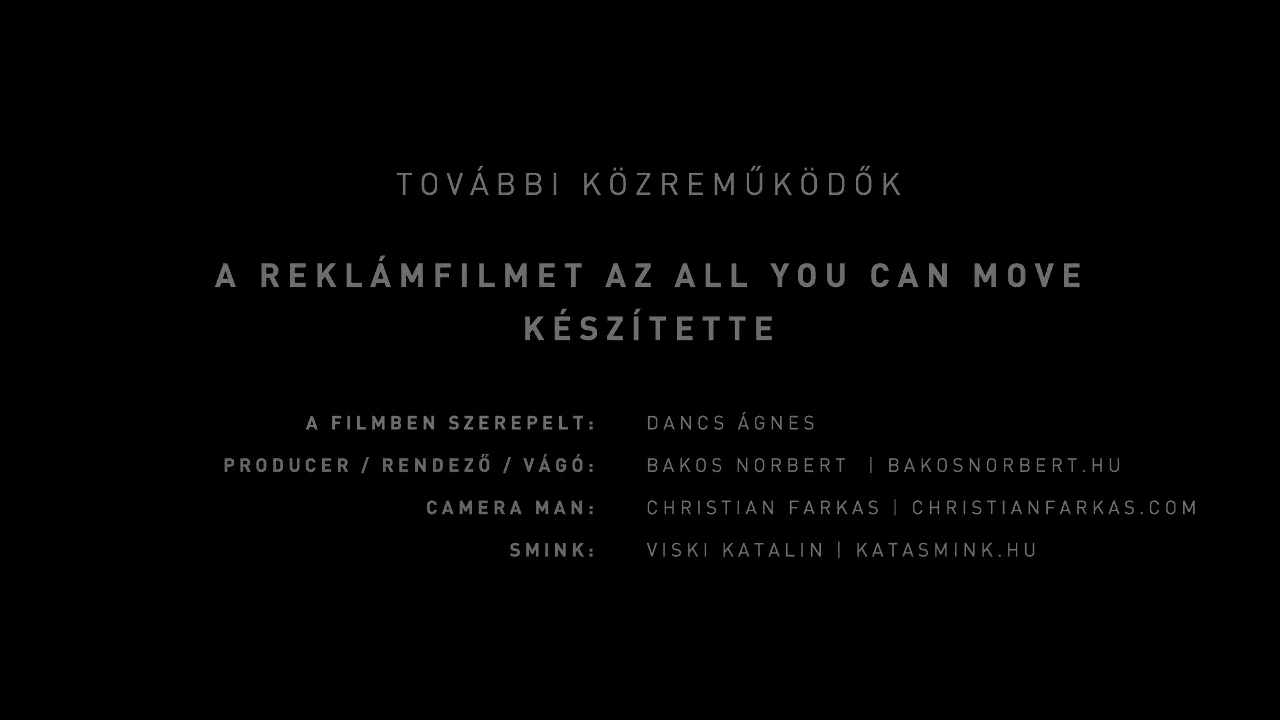 TOVÁBBI KÖZREMŰKÖDŐK
A REKLÁMFILMET AZ ALL YOU CAN MOVE
KÉSZÍTETTE
A FILMBEN SZEREPELT: DANCS ÁGNES
PRODUCER / RENDEZŐ / VÁGÓ: BAKOS NORBERT | BAKOSNORBERT.HU
CAMERA MAN: CHRISTIAN FARKAS | CHRISTIANFARKAS.COM
SMINK: VISKI KATALIN | KATASMINK.HU